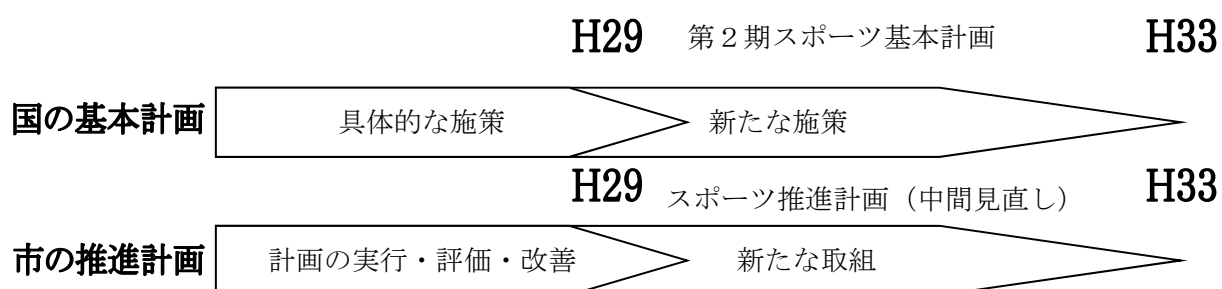 H29 第２期スポーツ基本計画 H33
国の基本計画 具体的な施策 新たな施策
H29 スポーツ推進計画（中間見直し） H33
市の推進計画 計画の実行・評価・改善 新たな取組